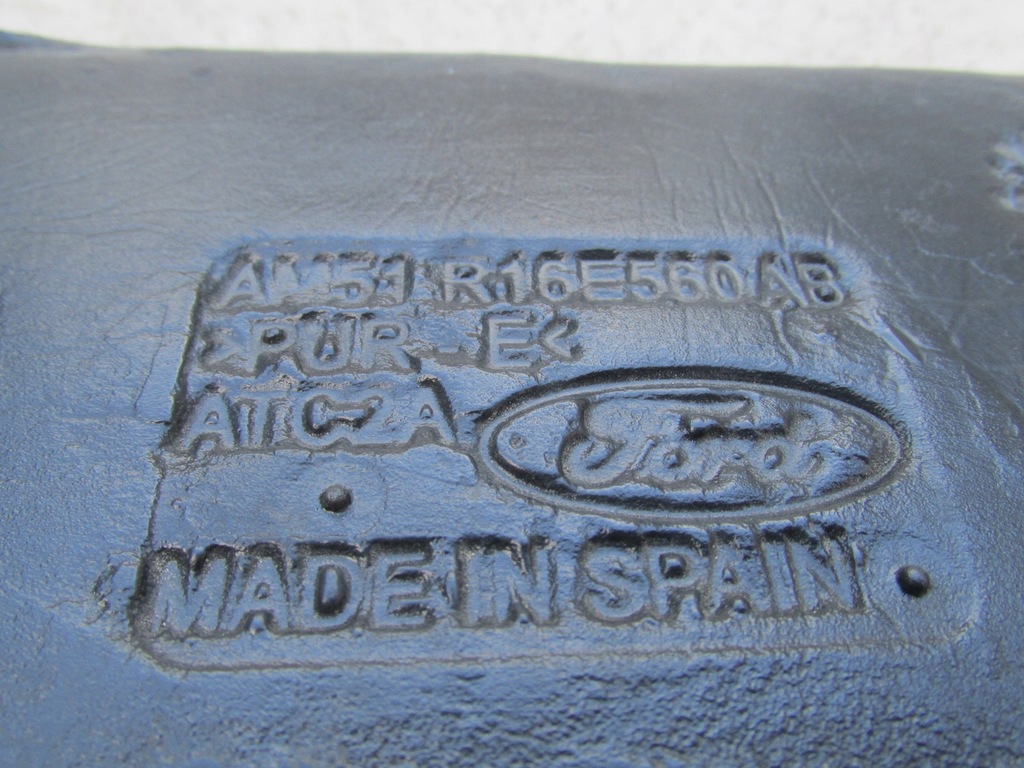 AM51 R16E560 AB
>PUR-E<
ATCZA
Ford
MADE IN SPAIN